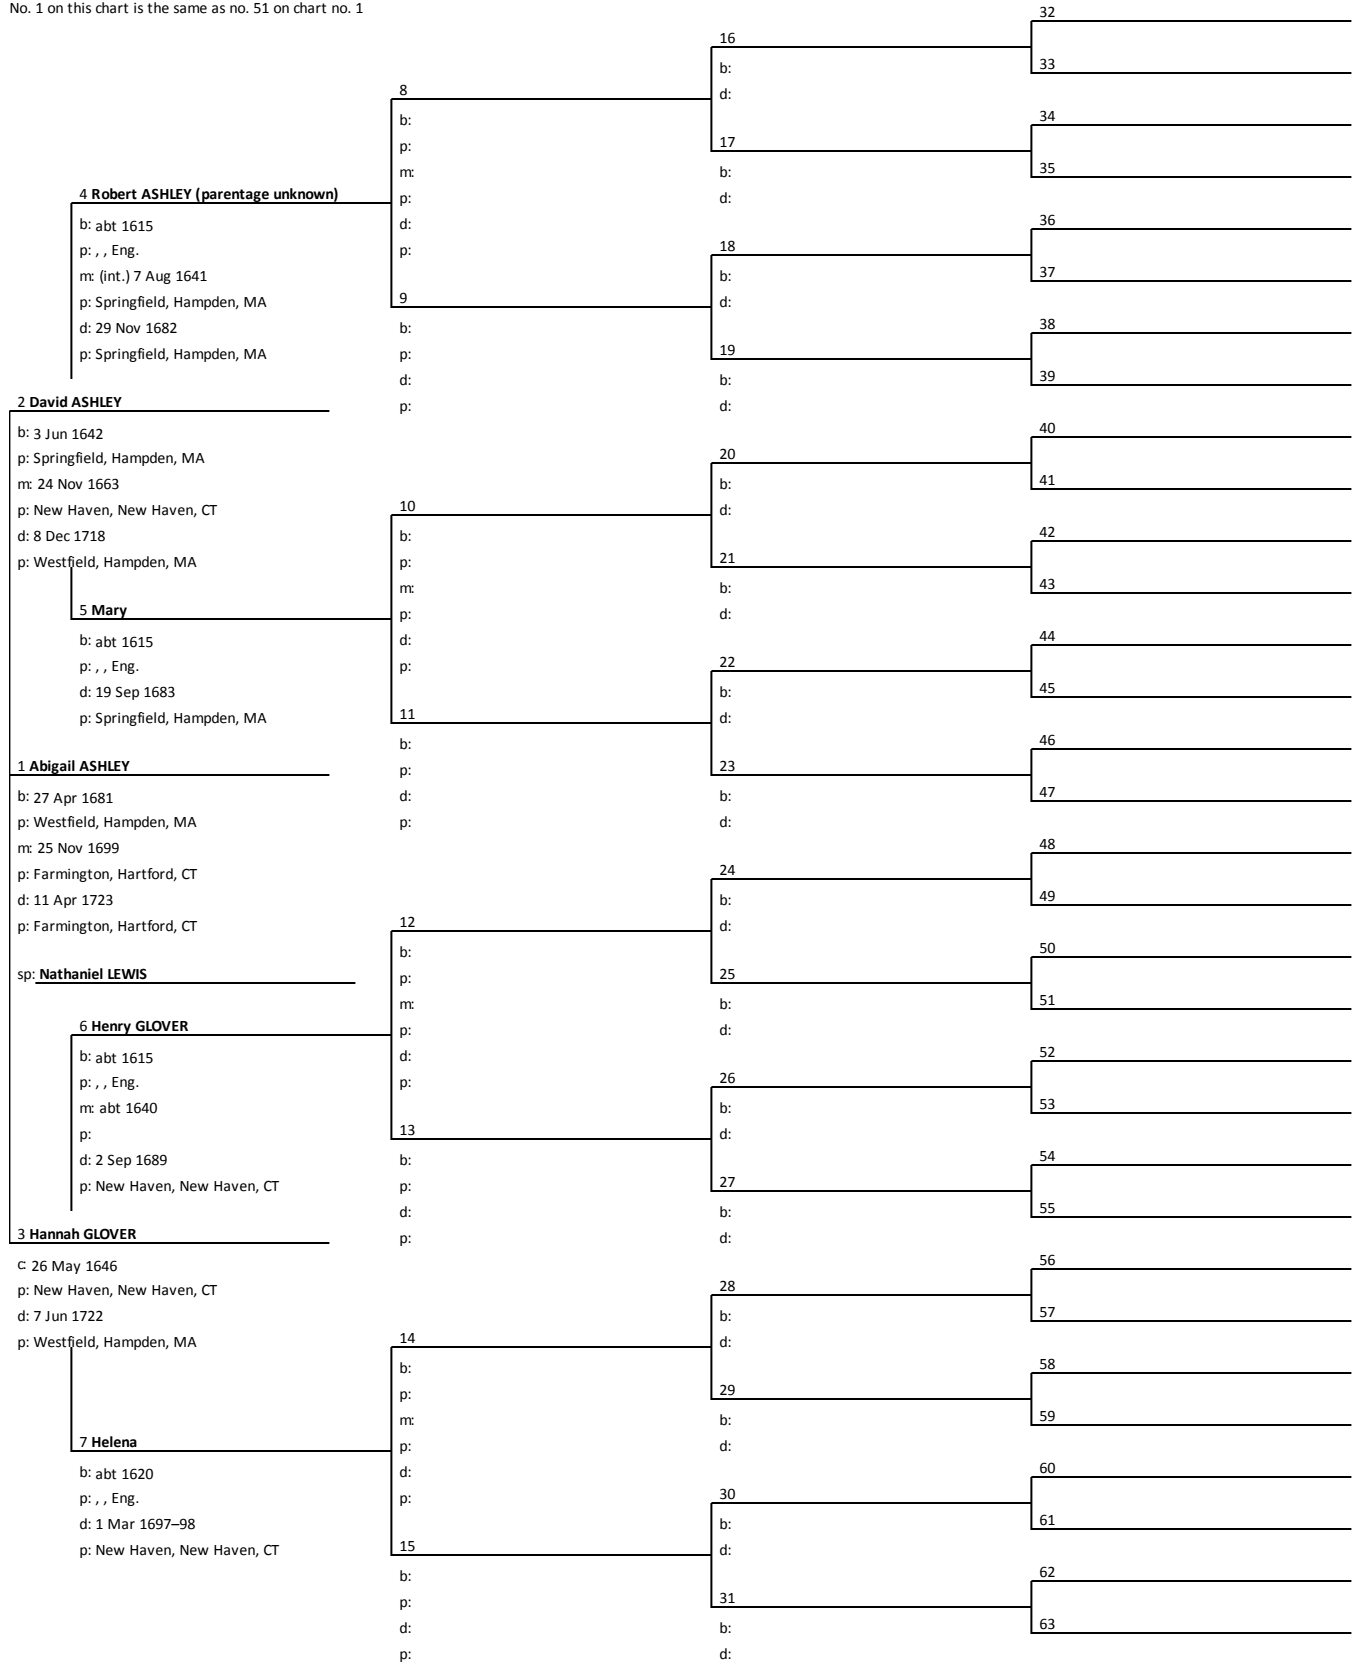 No. 1 on this chart is the same as no. 51 on chart no. 1
4 Robert ASHLEY (parentage unknown)
b: abt 1615
p: , , Eng.
m: (int.) 7 Aug 1641
p: Springfield, Hampden, MA
d: 29 Nov 1682
p: Springfield, Hampden, MA
2 David ASHLEY
b: 3 Jun 1642
p: Springfield, Hampden, MA
m: 24 Nov 1663
p: New Haven, New Haven, CT
d: 8 Dec 1718
p: Westfield, Hampden, MA
5 Mary
b: abt 1615
p: , , Eng.
d: 19 Sep 1683
p: Springfield, Hampden, MA
1 Abigail ASHLEY
b: 27 Apr 1681
p: Westfield, Hampden, MA
m: 25 Nov 1699
p: Farmington, Hartford, CT
d: 11 Apr 1723
p: Farmington, Hartford, CT
sp: Nathaniel LEWIS
6 Henry GLOVER
b: abt 1615
p: , , Eng.
m: abt 1640
p:
d: 2 Sep 1689
p: New Haven, New Haven, CT
3 Hannah GLOVER
c: 26 May 1646
p: New Haven, New Haven, CT
d: 7 Jun 1722
p: Westfield, Hampden, MA
7 Helena
b: abt 1620
p: , , Eng.
d: 1 Mar 1697–98
p: New Haven, New Haven, CT
8
b:
p:
m:
p:
d:
p:
9
b:
p:
d:
p:
10
b:
p:
m:
p:
d:
p:
11
b:
p:
d:
p:
12
b:
p:
m:
p:
d:
p:
13
b:
p:
d:
p:
14
b:
p:
m:
p:
d:
p:
15
b:
p:
d:
p:
16
b:
d:
17
b:
d:
18
b:
d:
19
b:
d:
20
b:
d:
21
b:
d:
22
b:
d:
23
b:
d:
24
b:
d:
25
b:
d:
26
b:
d:
27
b:
d:
28
b:
d:
29
b:
d:
30
b:
d:
31
b:
d:
32
33
34
35
36
37
38
39
40
41
42
43
44
45
46
47
48
49
50
51
52
53
54
55
56
57
58
59
60
61
62
63